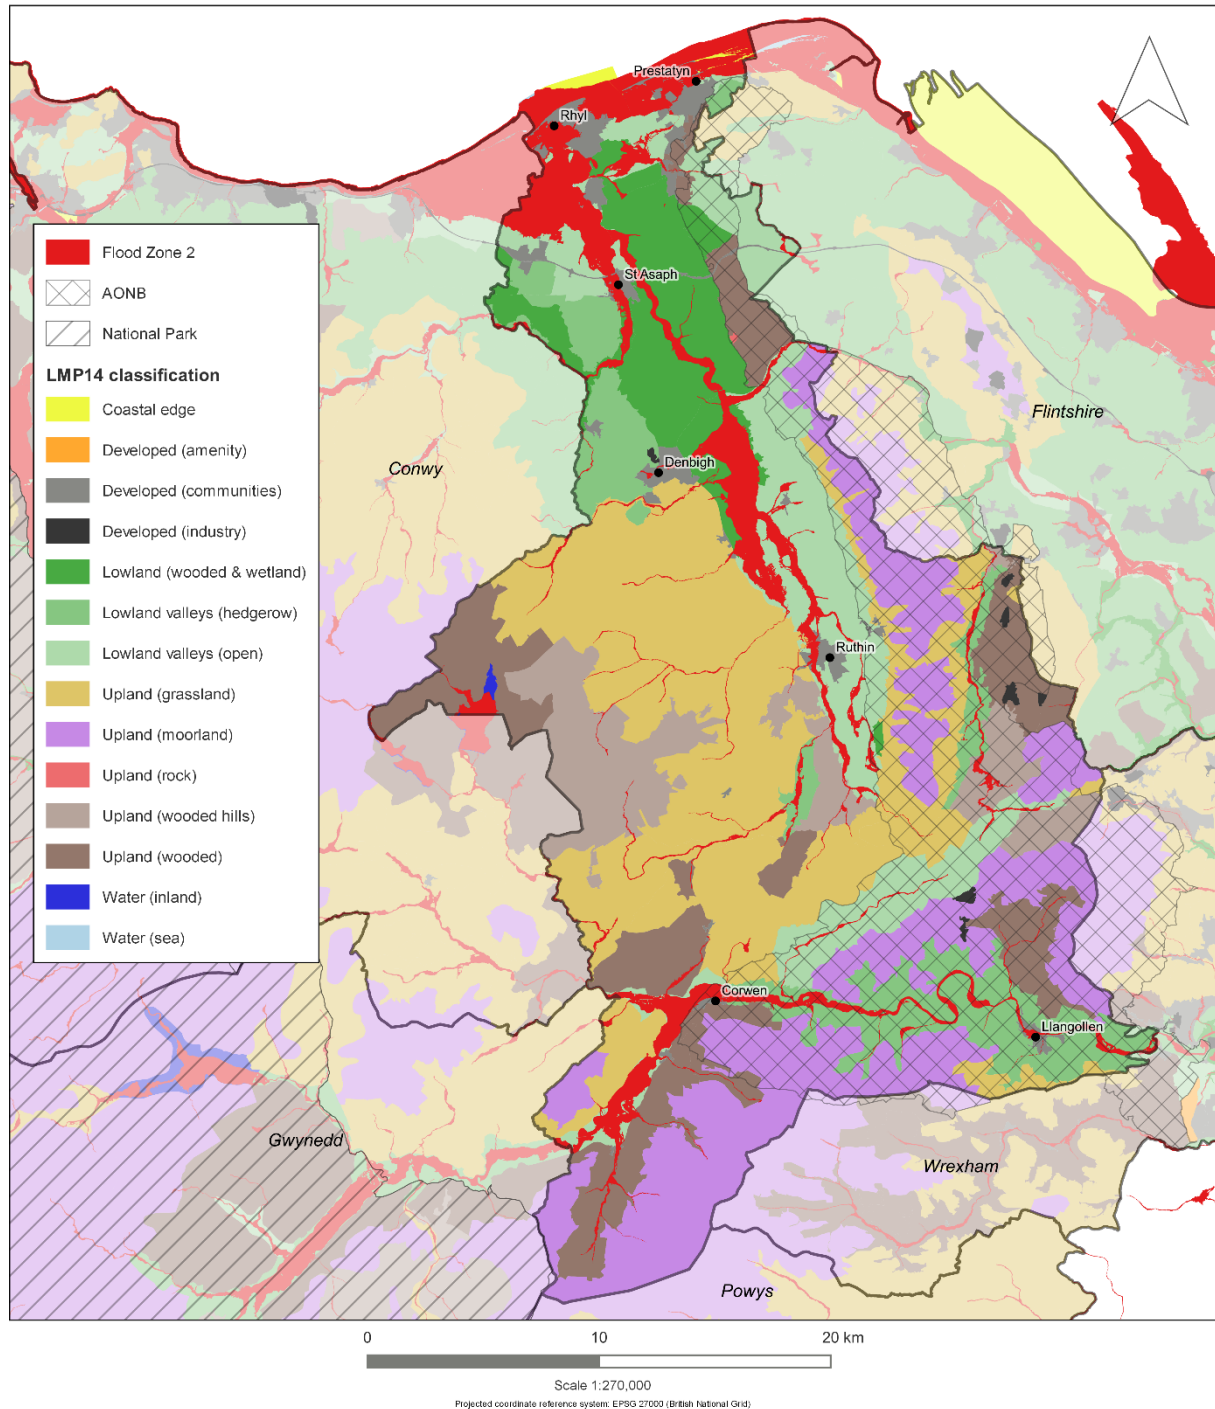 Prestatyn
Rhyl
Flood Zone 2
AONB
National Park
LMP14 classification
Coastal edge
Developed (amenity)
Developed (communities)
Developed (industry)
Lowland (wooded & wetland)
Lowland valleys (hedgerow)
Lowland valleys (open)
Upland (grassland)
Upland (moorland)
Upland (rock)
Upland (wooded hills)
Upland (wooded)
Water (inland)
Water (sea)
St Asaph
Flintshire
Conwy
Denbigh
Ruthin
Corwen
Llangollen
Gwynedd
Wrexham
Powys
0 10 20 km
Scale 1:270,000
Projected coordinate reference system: EPSG 27000 (British National Grid)